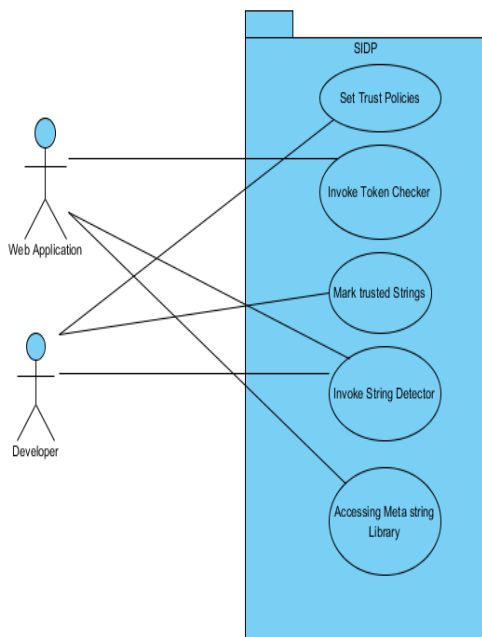 SIDP
Set Trust Policies
Invoke Token Checker
Web Application
Mark trusted Strings
Invoke String Detector
Developer
Accessing Meta string
Library